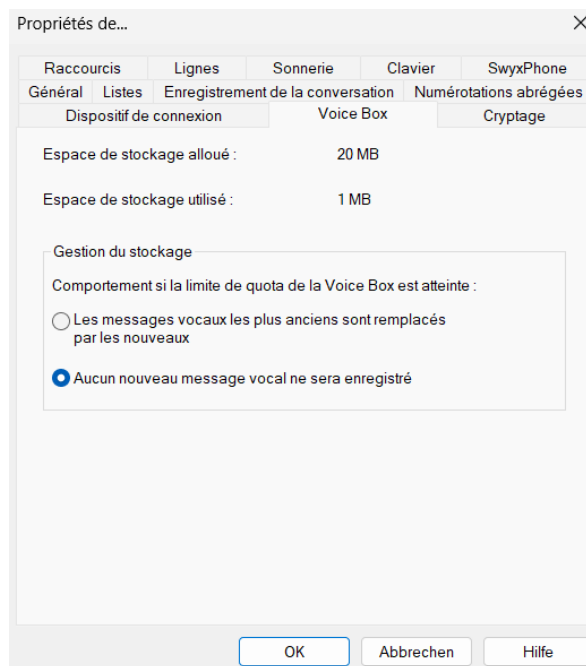 Propriétés de...
Raccourcis Lignes Sonnerie Clavier SwyxPhone
Général Listes Enregistrement de la conversation Numérotations abrégées
Dispositif de connexion Voice Box Cryptage
Espace de stockage alloué : 20 MB
Espace de stockage utilisé : 1 MB
Gestion du stockage
Comportement si la limite de quota de la Voice Box est atteinte :
Les messages vocaux les plus anciens sont remplacés
par les nouveaux
Aucun nouveau message vocal ne sera enregistré
OK Abbrechen Hilfe